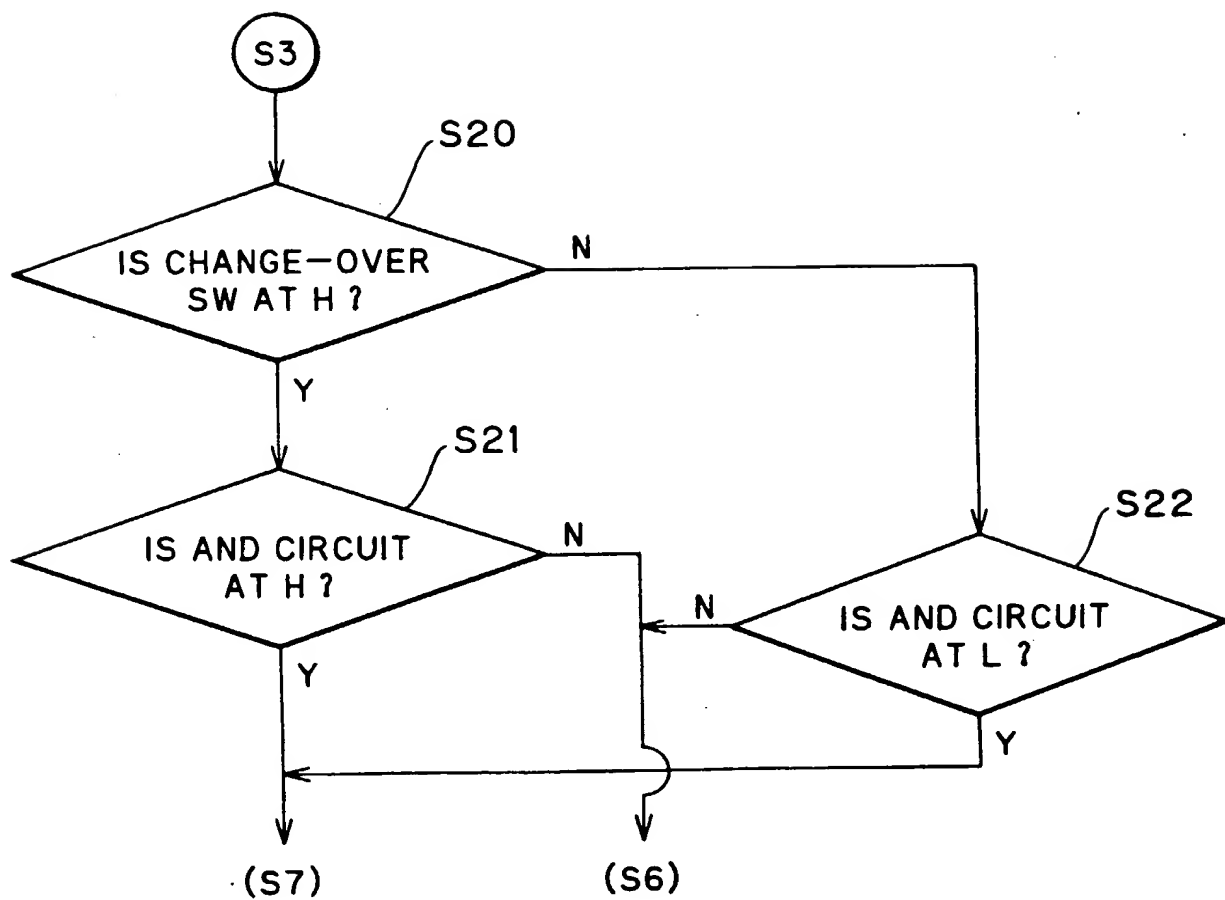 S3
S20
IS CHANGE-OVER
SW AT H ?
N
Y
S21
IS AND CIRCUIT
AT H ?
N
Y
S22
IS AND CIRCUIT
AT L ?
N
Y
(S7)
(S6)